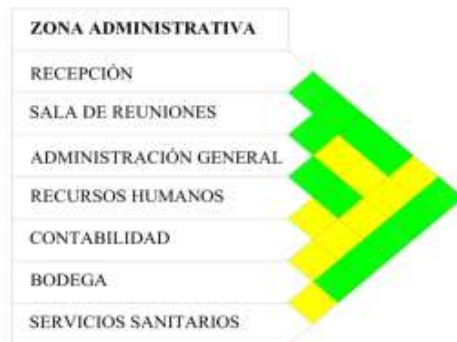 ZONA ADMINISTRATIVA
RECEPCIÓN
SALA DE REUNIONES
ADMINISTRACIÓN GENERAL
RECURSOS HUMANOS
CONTABILIDAD
BODEGA
SERVICIOS SANITARIOS